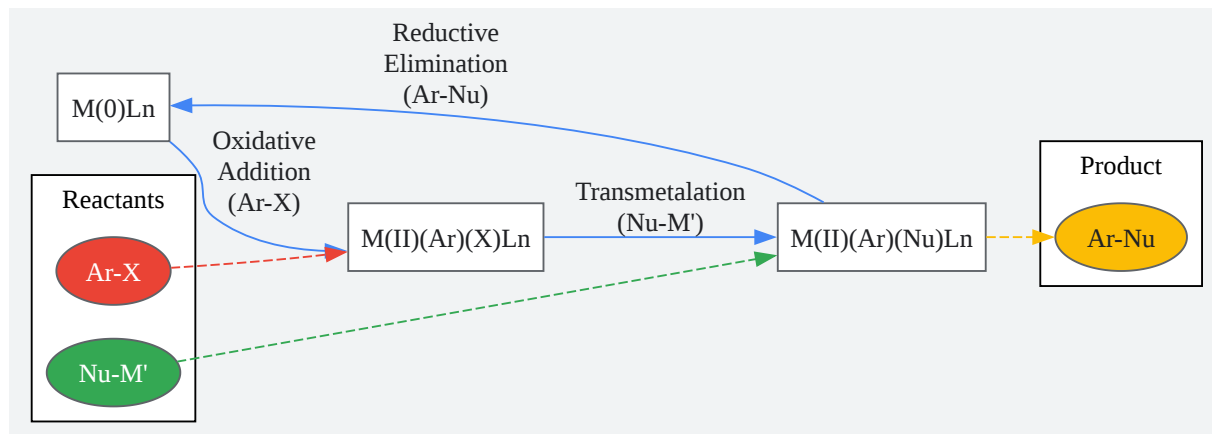 Reductive
Elimination
(Ar-Nu)
M(0)Ln
Oxidative
Addition
(Ar-X)
Product
Reactants
Transmetalation
(Nu-M')
M(II)(Ar)(X)Ln
M(II)(Ar)(Nu)Ln
Ar-Nu
Ar-X
Nu-M'